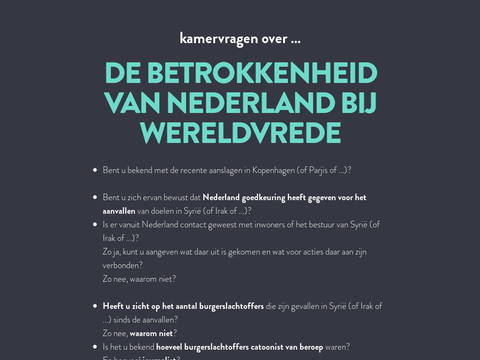 kamervragen over ...
DE BETROKKENHEID
VAN NEDERLAND BIJ
WERELDVREDE
Bent u bekend met de recente aanslagen in Kopenhagen (of Parjis of ...)?
Bent u zich ervan bewust dat Nederland goedkeuring heeft gegeven voor het
aanvallen van doelen in Syrië (of Irak of ...)?
Is er vanuit Nederland contact geweest met inwoners of het bestuur van Syrië (of
Irak of ...)?
Zo ja, kunt u aangeven wat daar uit is gekomen en wat voor acties daar aan zijn
verbonden?
Zo nee, waarom niet?
Heeft u zicht op het aantal burgerslachtoffers die zijn gevallen in Syrië (of Irak of
...) sinds de aanvallen?
Zo nee, waarom niet?
Is het u bekend hoeveel burgerslachtoffers catoonist van beroep waren?